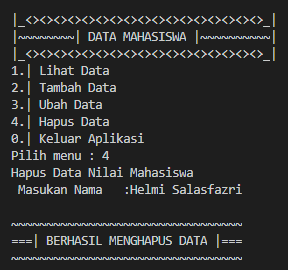 |_<><><><><><><><><><><><><>_|
|~~~~~~~~| DATA MAHASISWA |~~~~~~~~~~|
|_<><><><><><><><><><><><><>_|
1.| Lihat Data
2.| Tambah Data
3.| Ubah Data
4.| Hapus Data
0.| Keluar Aplikasi
Pilih menu : 4
Hapus Data Nilai Mahasiswa
 Masukan Nama   :Helmi Salasfazri
~~~~~~~~~~~~~~~~~~~~~~~~~~~~~~~~~
===| BERHASIL MENGHAPUS DATA |===
~~~~~~~~~~~~~~~~~~~~~~~~~~~~~~~~~